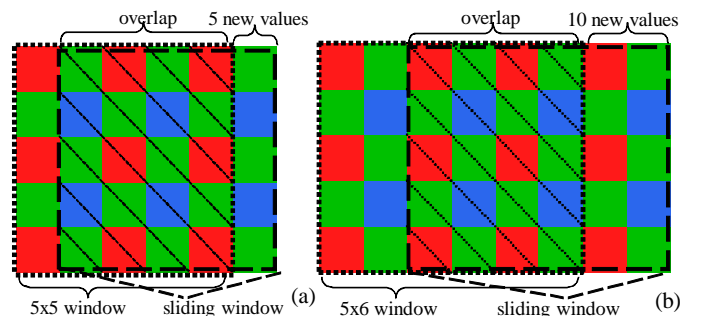 overlap
5 new values
overlap
10 new values
5x5 window
sliding window
(a)
5x6 window
sliding window
(b)